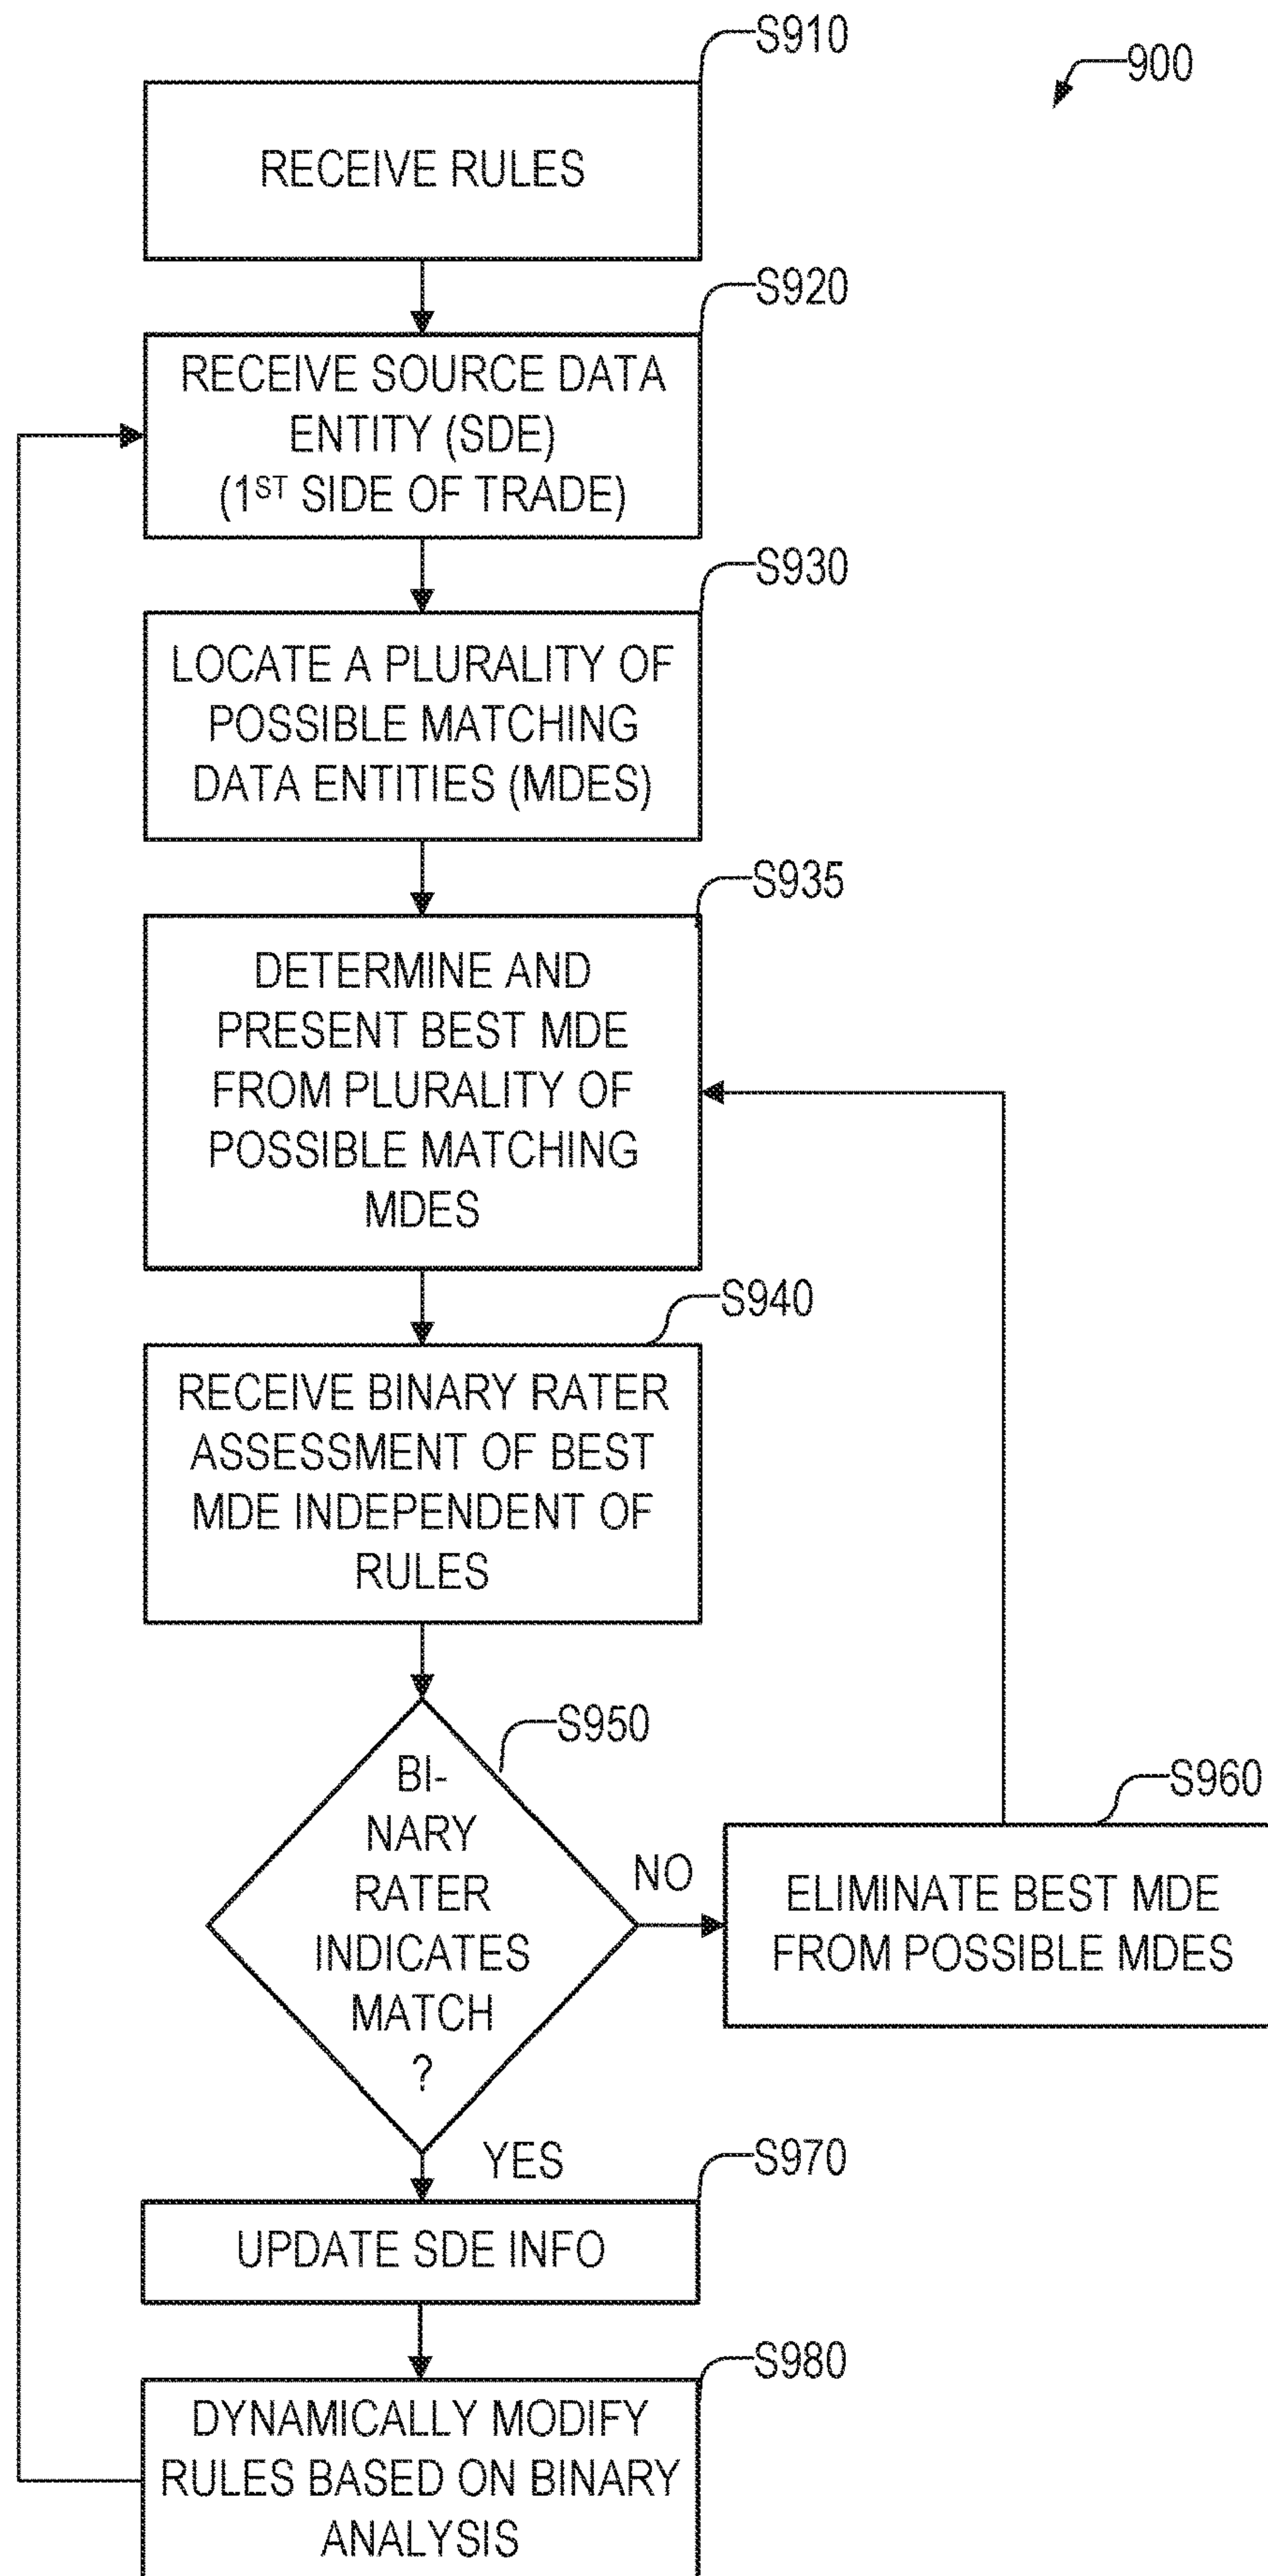 S910
900
RECEIVE RULES
S920
RECEIVE SOURCE DATA
ENTITY (SDE)
(1ST SIDE OF TRADE)
S930
LOCATE A PLURALITY OF
POSSIBLE MATCHING
DATA ENTITIES (MDES)
S935
DETERMINE AND
PRESENT BEST MDE
FROM PLURALITY OF
POSSIBLE MATCHING
MDES
S940
RECEIVE BINARY RATER
ASSESSMENT OF BEST
MDE INDEPENDENT OF
RULES
S950
BI-
NARY
RATER
INDICATES
MATCH
?
NO
S960
ELIMINATE BEST MDE
FROM POSSIBLE MDES
YES
S970
UPDATE SDE INFO
S980
DYNAMICALLY MODIFY
RULES BASED ON BINARY
ANALYSIS